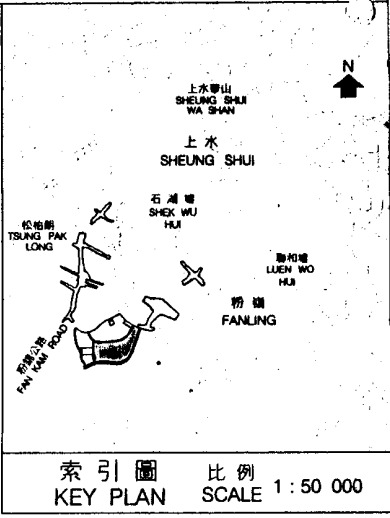 N
上水華山
SHEUNG SHUI
WA SHAN
上水
SHEUNG SHUI
石湖墟
SHEK WU
HUI
松柏塱
TSUNG PAK
LONG
聯和墟
LUEN WO
HUI
粉嶺
FANLING
粉錦公路
FAN KAM ROAD
索引圖
KEY PLAN
比例
SCALE 1 : 50 000